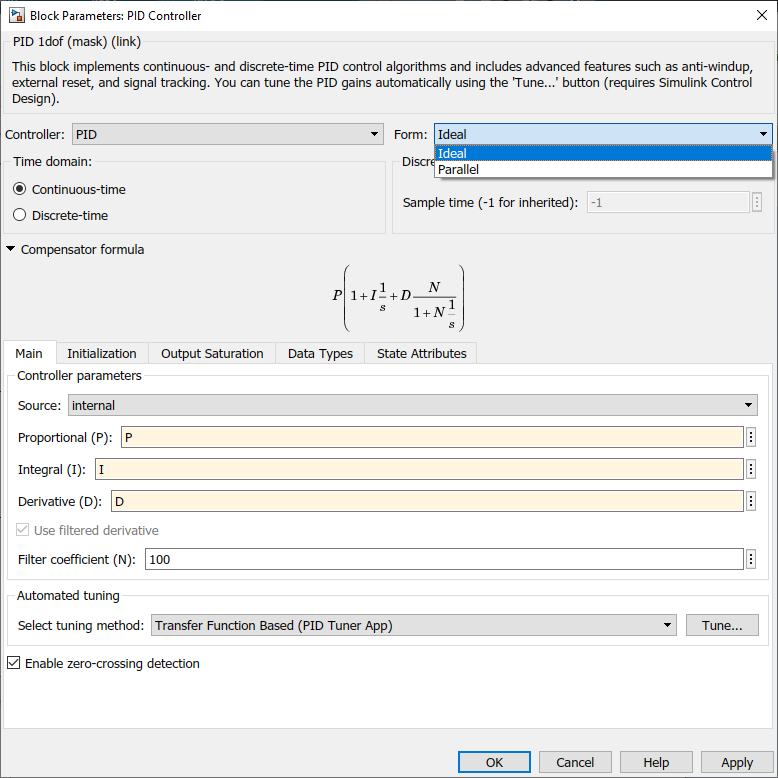 Block Parameters: PID Controller
PID 1dof (mask) (link)
This block implements continuous- and discrete-time PID control algorithms and includes advanced features such as anti-windup,
external reset, and signal tracking. You can tune the PID gains automatically using the 'Tune...' button (requires Simulink Control
Design).
Controller: PID Form: Ideal
Ideal
Parallel
Time domain: Discre
Continuous-time
Discrete-time
Sample time (-1 for inherited): -1
Compensator formula
P(1+I 1/s + D N/(1+N 1/s))
Main Initialization Output Saturation Data Types State Attributes
Controller parameters
Source: internal
Proportional (P): P
Integral (I): I
Derivative (D): D
Use filtered derivative
Filter coefficient (N): 100
Automated tuning
Select tuning method: Transfer Function Based (PID Tuner App) Tune...
Enable zero-crossing detection
OK Cancel Help Apply